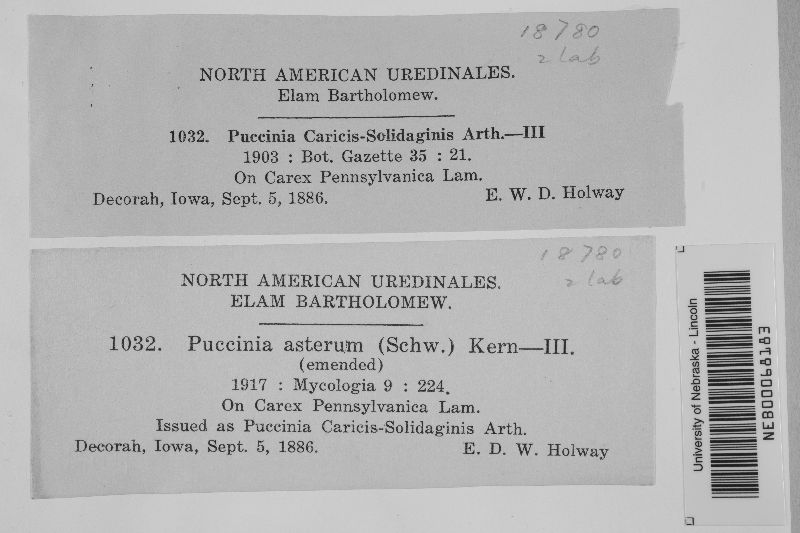 18780
2 lab
NORTH AMERICAN UREDINALES.
Elam Bartholomew.
1032. Puccinia Caricis-Solidaginis Arth.—III
1903 : Bot. Gazette 35 : 21.
On Carex Pennsylvanica Lam.
Decorah, Iowa, Sept. 5, 1886. E. W. D. Holway
18780
2 lab
NORTH AMERICAN UREDINALES.
ELAM BARTHOLOMEW.
1032. Puccinia asterum (Schw.) Kern—III.
(emended)
1917 : Mycologia 9 : 224.
On Carex Pennsylvanica Lam.
Issued as Puccinia Caricis-Solidaginis Arth.
Decorah, Iowa, Sept. 5, 1886. E. D. W. Holway
University of Nebraska - Lincoln
NEB00068183